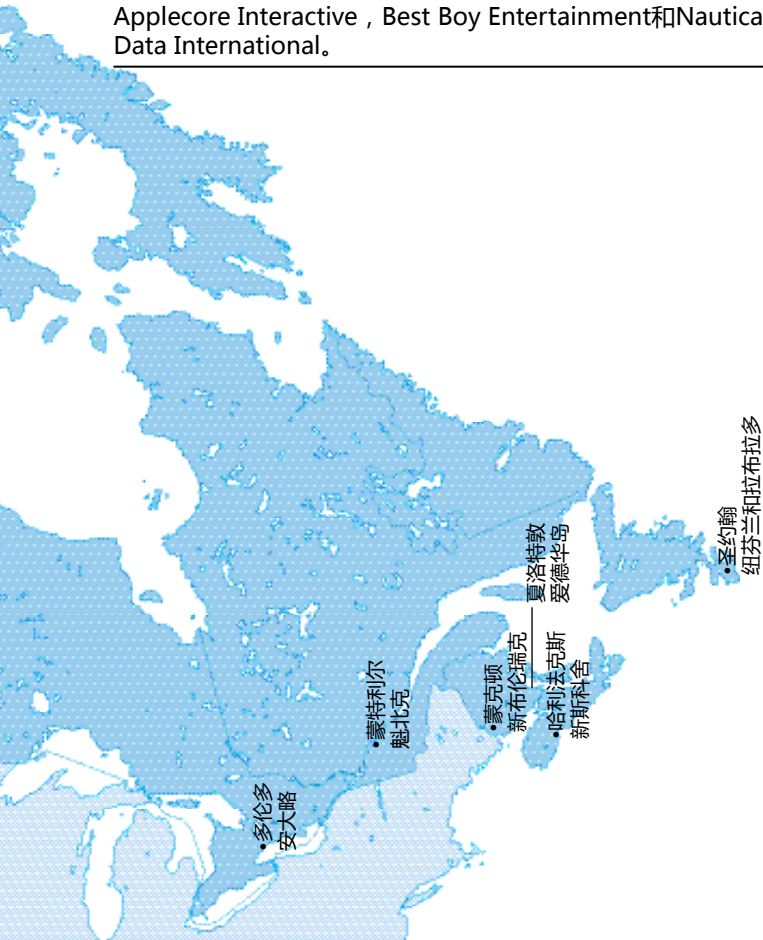 Applecore Interactive，Best Boy Entertainment和Nautica
Data International。
•圣约翰
纽芬兰和拉布拉多
夏洛特敦
爱德华岛
•蒙特利尔
魁北克
•蒙克顿
新布伦瑞克
•哈利法克斯
新斯科舍
•多伦多
安大略